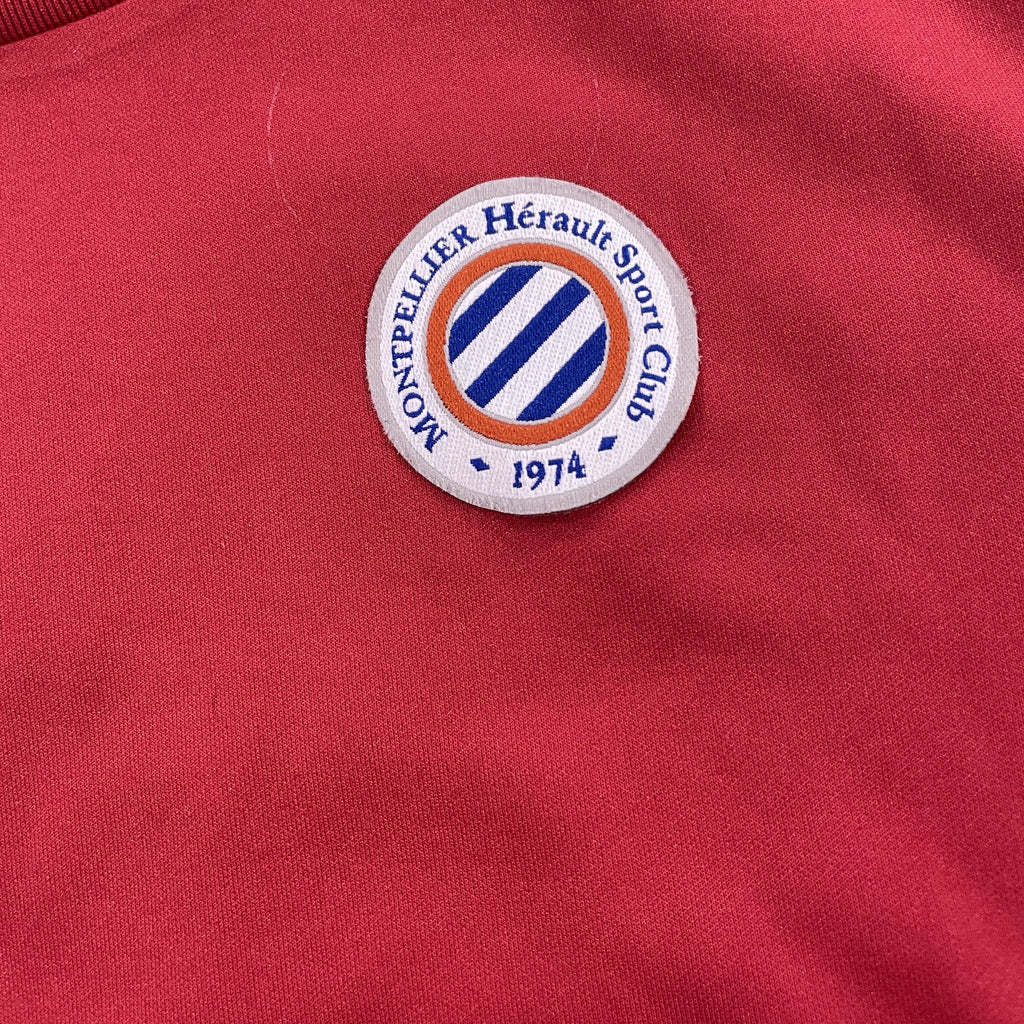 MONTPELLIER Hérault Sport Club
1974